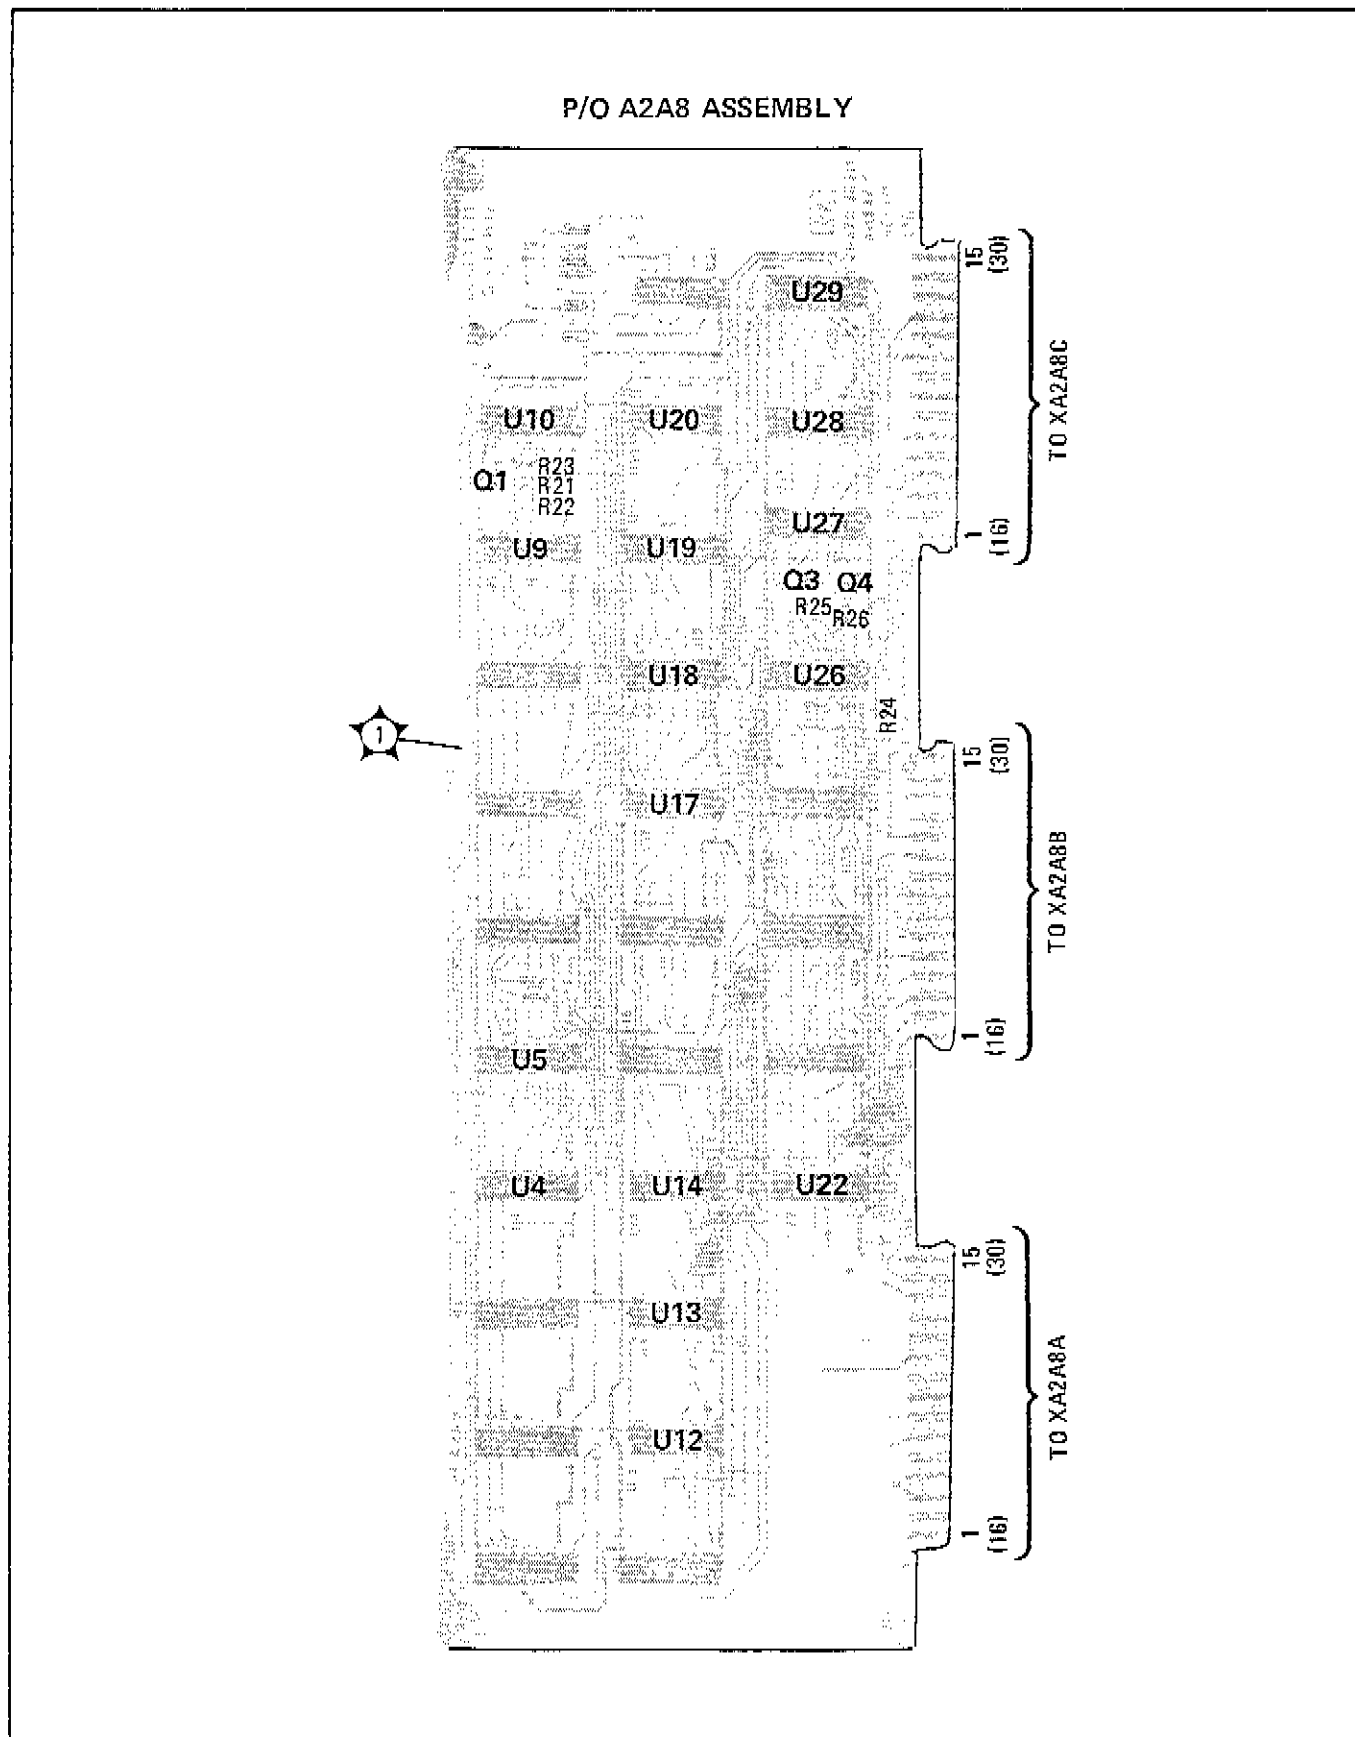 P/O A2A8 ASSEMBLY
15
(30)
U29
TO XA2A8C
U10
U20
U28
R23
Q1
R21
R22
U27
1
(16)
U9
U19
Q3
Q4
R25
R26
U18
U26
R24
1
15
(30)
U17
TO XA2A8B
1
(16)
U5
U4
U14
U22
15
(30)
U13
TO XA2A8A
U12
1
(16)